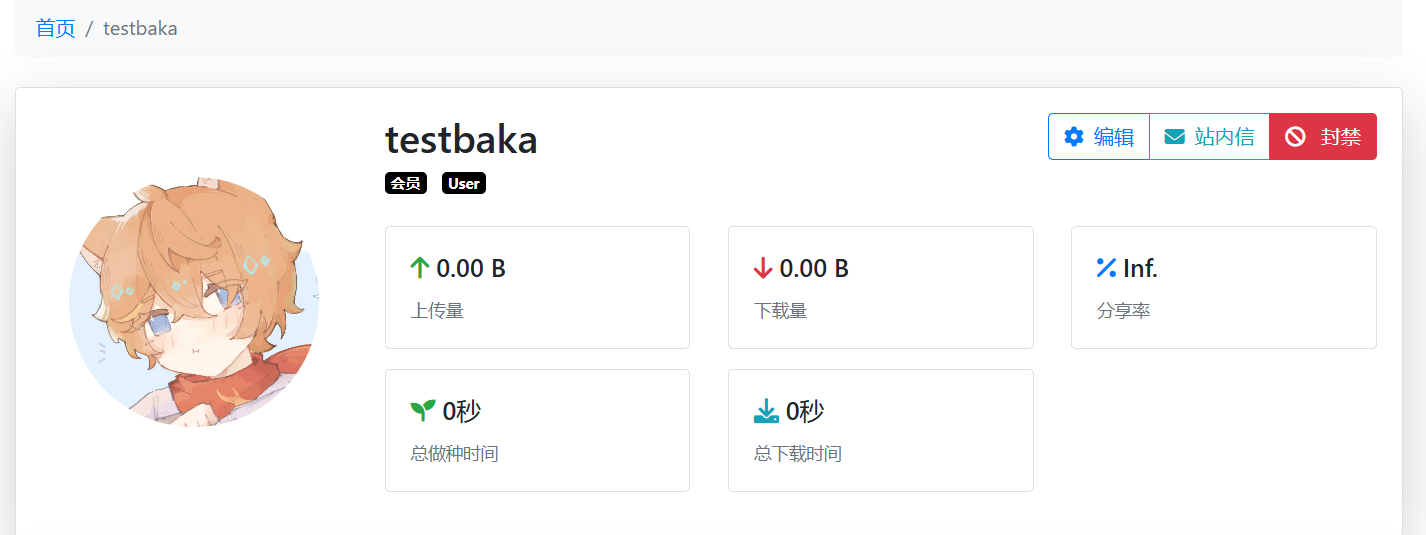 首页 / testbaka
testbaka
编辑 站内信 封禁
会员 User
0.00 B
上传量
0.00 B
下载量
Inf.
分享率
0秒
总做种时间
0秒
总下载时间